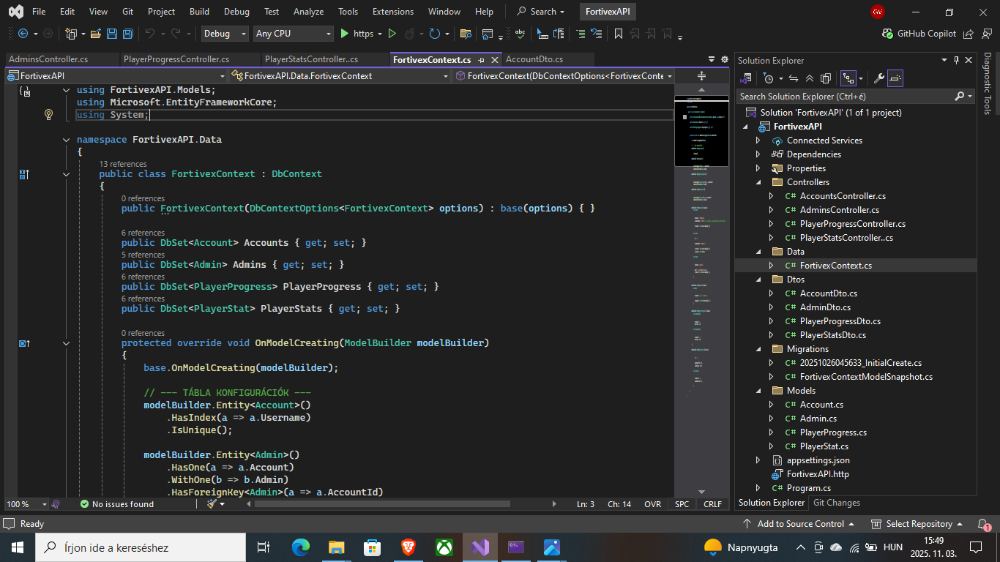 File Edit View Git Project Build Debug Test Analyze Tools Extensions Window Help Search FortivexAPI GV
Debug Any CPU https GitHub Copilot
AdminsController.cs PlayerProgressController.cs PlayerStatsController..cs FortivexContext.cs AccountDto.cs
FortivexAPI FortivexAPI.Data.FortivexContext FortivexContext(DbContextOptions<FortivexConte
using FortivexAPI.Models;
using Microsoft.EntityFrameworkCore;
using System;
namespace FortivexAPI.Data
{
13 references
public class FortivexContext : DbContext
{
0 references
public FortivexContext(DbContextOptions<FortivexContext> options) : base(options) { }
6 references
public DbSet<Account> Accounts { get; set; }
5 references
public DbSet<Admin> Admins { get; set; }
6 references
public DbSet<PlayerProgress> PlayerProgress { get; set; }
6 references
public DbSet<PlayerStat> PlayerStats { get; set; }
0 references
protected override void OnModelCreating(ModelBuilder modelBuilder)
{
base.OnModelCreating(modelBuilder);
// --- TÁBLA KONFIGURÁCIÓK ---
modelBuilder.Entity<Account>()
.HasIndex(a => a.Username)
.IsUnique();
modelBuilder.Entity<Admin>()
.HasOne(a => a.Account)
.WithOne(b => b.Admin)
.HasForeignKey<Admin>(a => a.AccountId)
100 % No issues found Ln: 3 Ch: 14 OVR SPC CRLF
Solution Explorer
Search Solution Explorer (Ctrl+é)
Solution 'FortivexAPI' (1 of 1 project)
FortivexAPI
Connected Services
Dependencies
Properties
Controllers
C# AccountsController.cs
C# AdminsController.cs
C# PlayerProgressController.cs
C# PlayerStatsController..cs
Data
C# FortivexContext.cs
Dtos
C# AccountDto.cs
C# AdminDto.cs
C# PlayerProgressDto.cs
C# PlayerStatsDto.cs
Migrations
C# 20251026045633_InitialCreate.cs
C# FortivexContextModelSnapshot.cs
Models
C# Account.cs
C# Admin.cs
C# PlayerProgress.cs
C# PlayerStat.cs
appsettings.json
FortivexAPI.http
C# Program.cs
Solution Explorer Git Changes
Diagnostic Tools
Ready Add to Source Control Select Repository 1
Írjon ide a kereséshez Napnyugta HUN 15:49
2025. 11. 03.